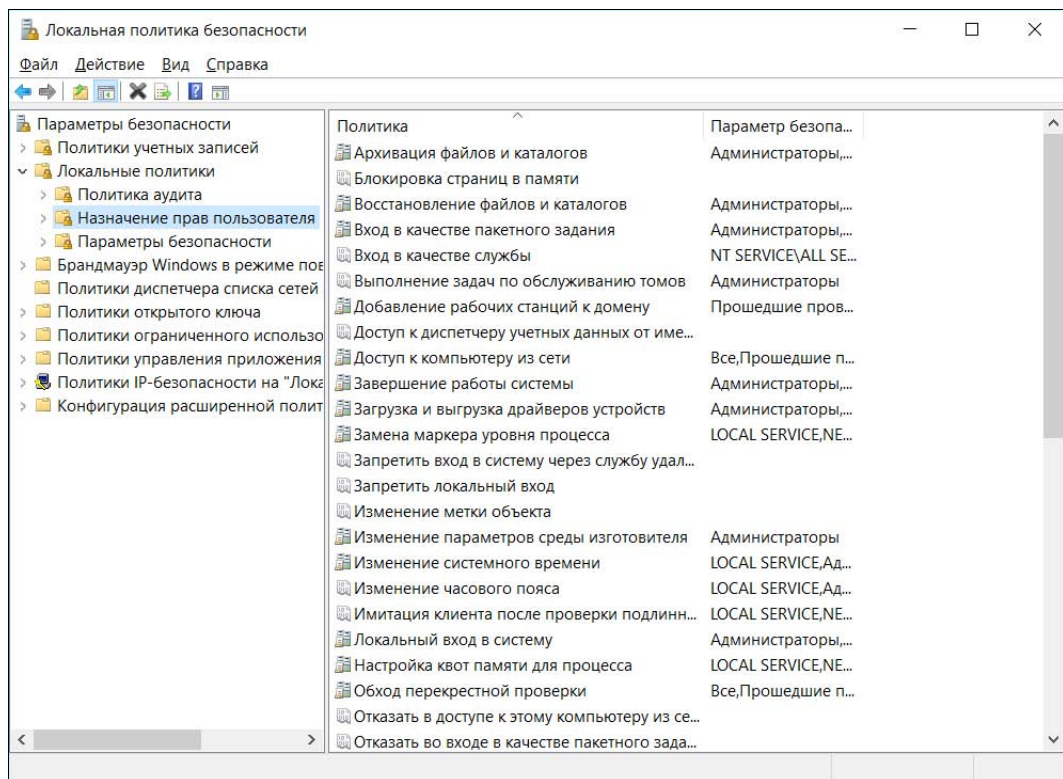 Локальная политика безопасности
Файл Действие Вид Справка
Параметры безопасности
Политики учетных записей
Локальные политики
Политика аудита
Назначение прав пользователя
Параметры безопасности
Брандмауэр Windows в режиме пов
Политики диспетчера списка сетей
Политики открытого ключа
Политики ограниченного использо
Политики управления приложения
Политики IP-безопасности на "Лока
Конфигурация расширенной полит
Политика Параметр безопа...
Архивация файлов и каталогов Администраторы,...
Блокировка страниц в памяти
Восстановление файлов и каталогов Администраторы,...
Вход в качестве пакетного задания Администраторы,...
Вход в качестве службы NT SERVICE\ALL SE...
Выполнение задач по обслуживанию томов Администраторы
Добавление рабочих станций к домену Прошедшие пров...
Доступ к диспетчеру учетных данных от име...
Доступ к компьютеру из сети Все,Прошедшие п...
Завершение работы системы Администраторы,...
Загрузка и выгрузка драйверов устройств Администраторы,...
Замена маркера уровня процесса LOCAL SERVICE,NE...
Запретить вход в систему через службу удал...
Запретить локальный вход
Изменение метки объекта
Изменение параметров среды изготовителя Администраторы
Изменение системного времени LOCAL SERVICE,Ад...
Изменение часового пояса LOCAL SERVICE,Ад...
Имитация клиента после проверки подлинн... LOCAL SERVICE,NE...
Локальный вход в систему Администраторы,...
Настройка квот памяти для процесса LOCAL SERVICE,NE...
Обход перекрестной проверки Все,Прошедшие п...
Отказать в доступе к этому компьютеру из се...
Отказать во входе в качестве пакетного зада...